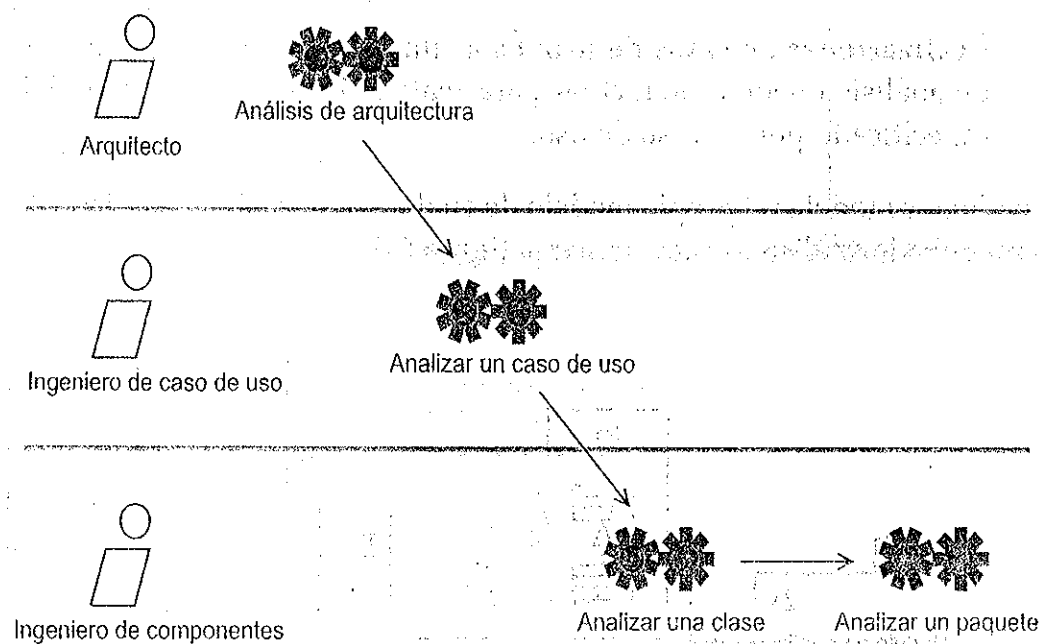 Análisis de arquitectura
Arquitecto
Analizar un caso de uso
Ingeniero de caso de uso
Analizar una clase
Analizar un paquete
Ingeniero de componentes